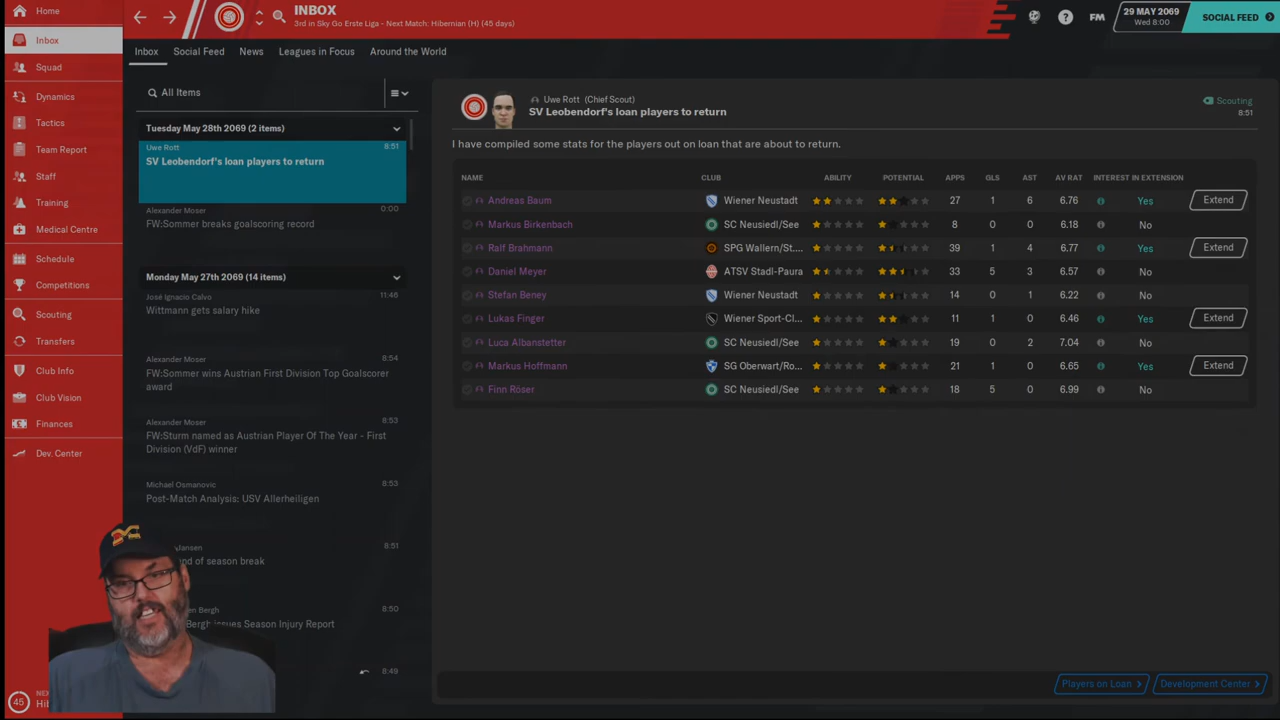 Home
Inbox
Squad
Dynamics
Tactics
Team Report
Staff
Training
Medical Centre
Schedule
Competitions
Scouting
Transfers
Club Info
Club Vision
Finances
Dev. Center
45
INBOX
3rd in Sky Go Erste Liga - Next Match: Hibernian (H) (45 days)
FM
29 MAY 2069
Wed 8:00
SOCIAL FEED
Inbox Social Feed News Leagues in Focus Around the World
All Items
Tuesday May 28th 2069 (2 items)
Uwe Rott 8:51
SV Leobendorf's loan players to return
Alexander Moser 0:00
FW:Sommer breaks goalscoring record
Monday May 27th 2069 (14 items)
José Ignacio Calvo 11:46
Wittmann gets salary hike
Alexander Moser 8:54
FW:Sommer wins Austrian First Division Top Goalscorer
award
Alexander Moser 8:53
FW:Sturm named as Austrian Player Of The Year - First
Division (VdF) winner
Michael Osmanovic 8:53
Post-Match Analysis: USV Allerheiligen
8:51
nd of season break
Bergh 8:50
Bergh issues Season Injury Report
8:49
Uwe Rott (Chief Scout)
SV Leobendorf's loan players to return
Scouting
8:51
I have compiled some stats for the players out on loan that are about to return.
NAME CLUB ABILITY POTENTIAL APPS GLS AST AV RAT INTEREST IN EXTENSION
Andreas Baum Wiener Neustadt 27 1 6 6.76 Yes Extend
Markus Birkenbach SC Neusiedl/See 8 0 0 6.18 No
Ralf Brahmann SPG Wallern/St.... 39 1 4 6.77 Yes Extend
Daniel Meyer ATSV Stadl-Paura 33 5 3 6.57 No
Stefan Beney Wiener Neustadt 14 0 1 6.22 No
Lukas Finger Wiener Sport-Cl... 11 1 0 6.46 Yes Extend
Luca Albanstetter SC Neusiedl/See 19 0 2 7.04 No
Markus Hoffmann SG Oberwart/Ro... 21 1 0 6.65 Yes Extend
Finn Röser SC Neusiedl/See 18 5 0 6.99 No
Players on Loan >
Development Center >